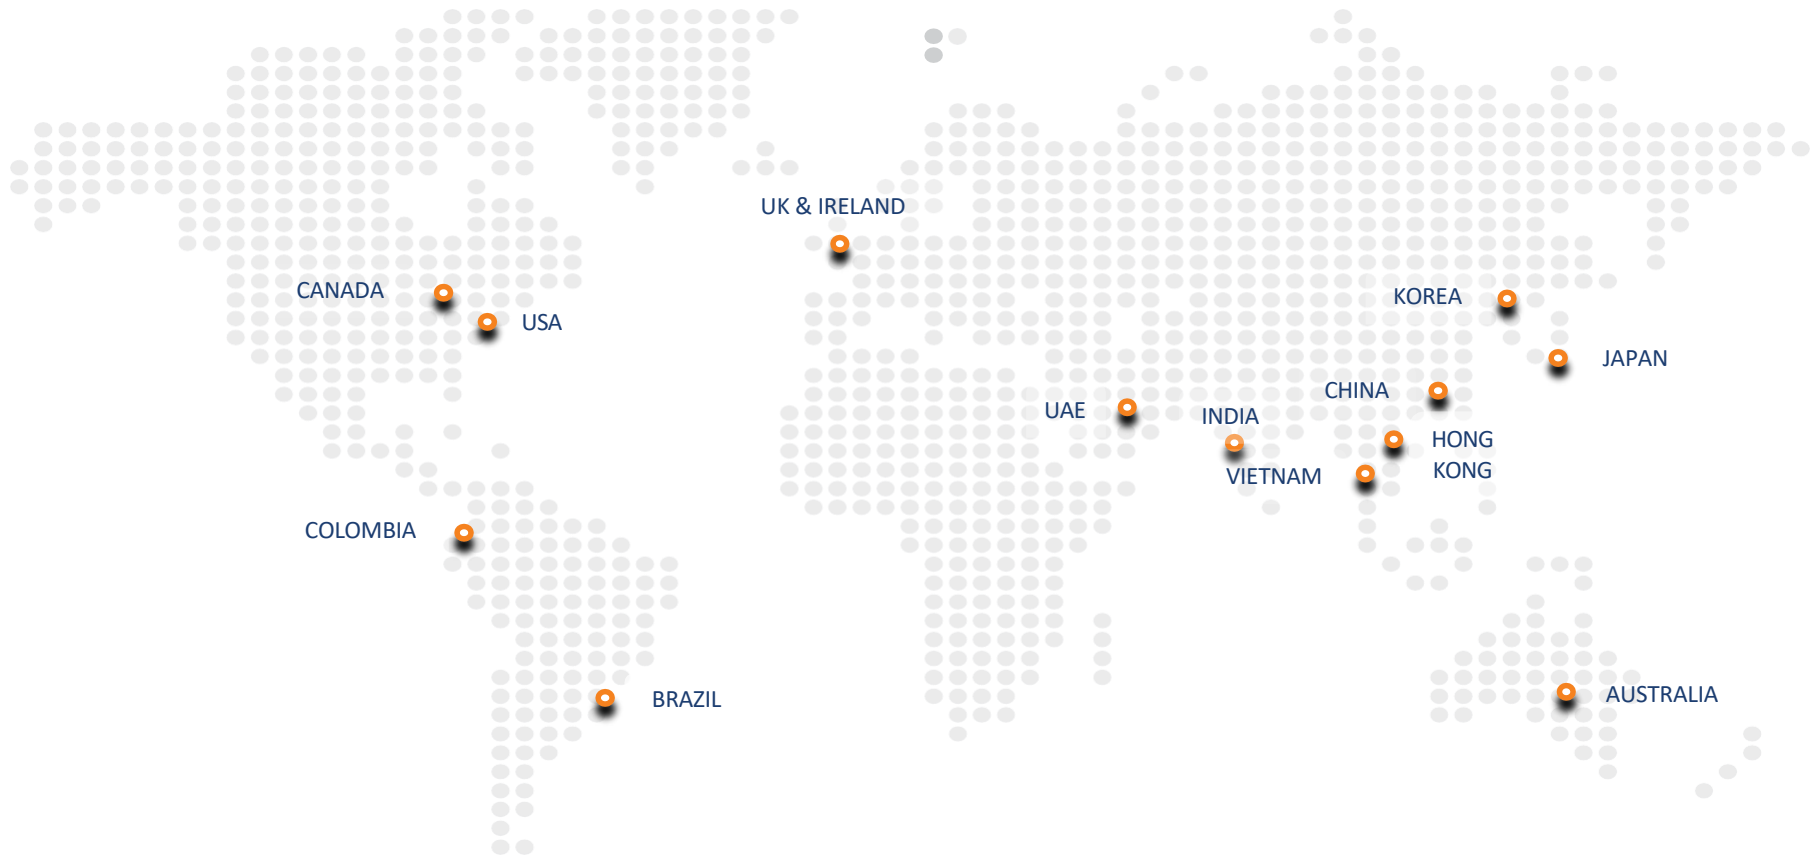 UK & IRELAND
CANADA
USA
KOREA
JAPAN
CHINA
UAE
INDIA
HONG
KONG
VIETNAM
COLOMBIA
BRAZIL
AUSTRALIA